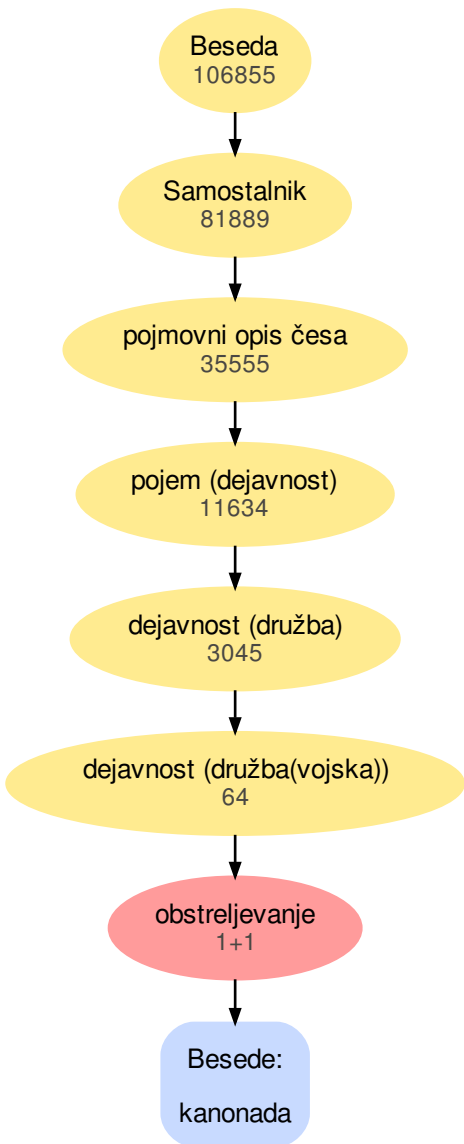 Beseda
106855
Samostalnik
81889
pojmovni opis česa
35555
pojem (dejavnost)
11634
dejavnost (družba)
3045
dejavnost (družba(vojska))
64
obstreljevanje
1+1
Besede:
kanonada